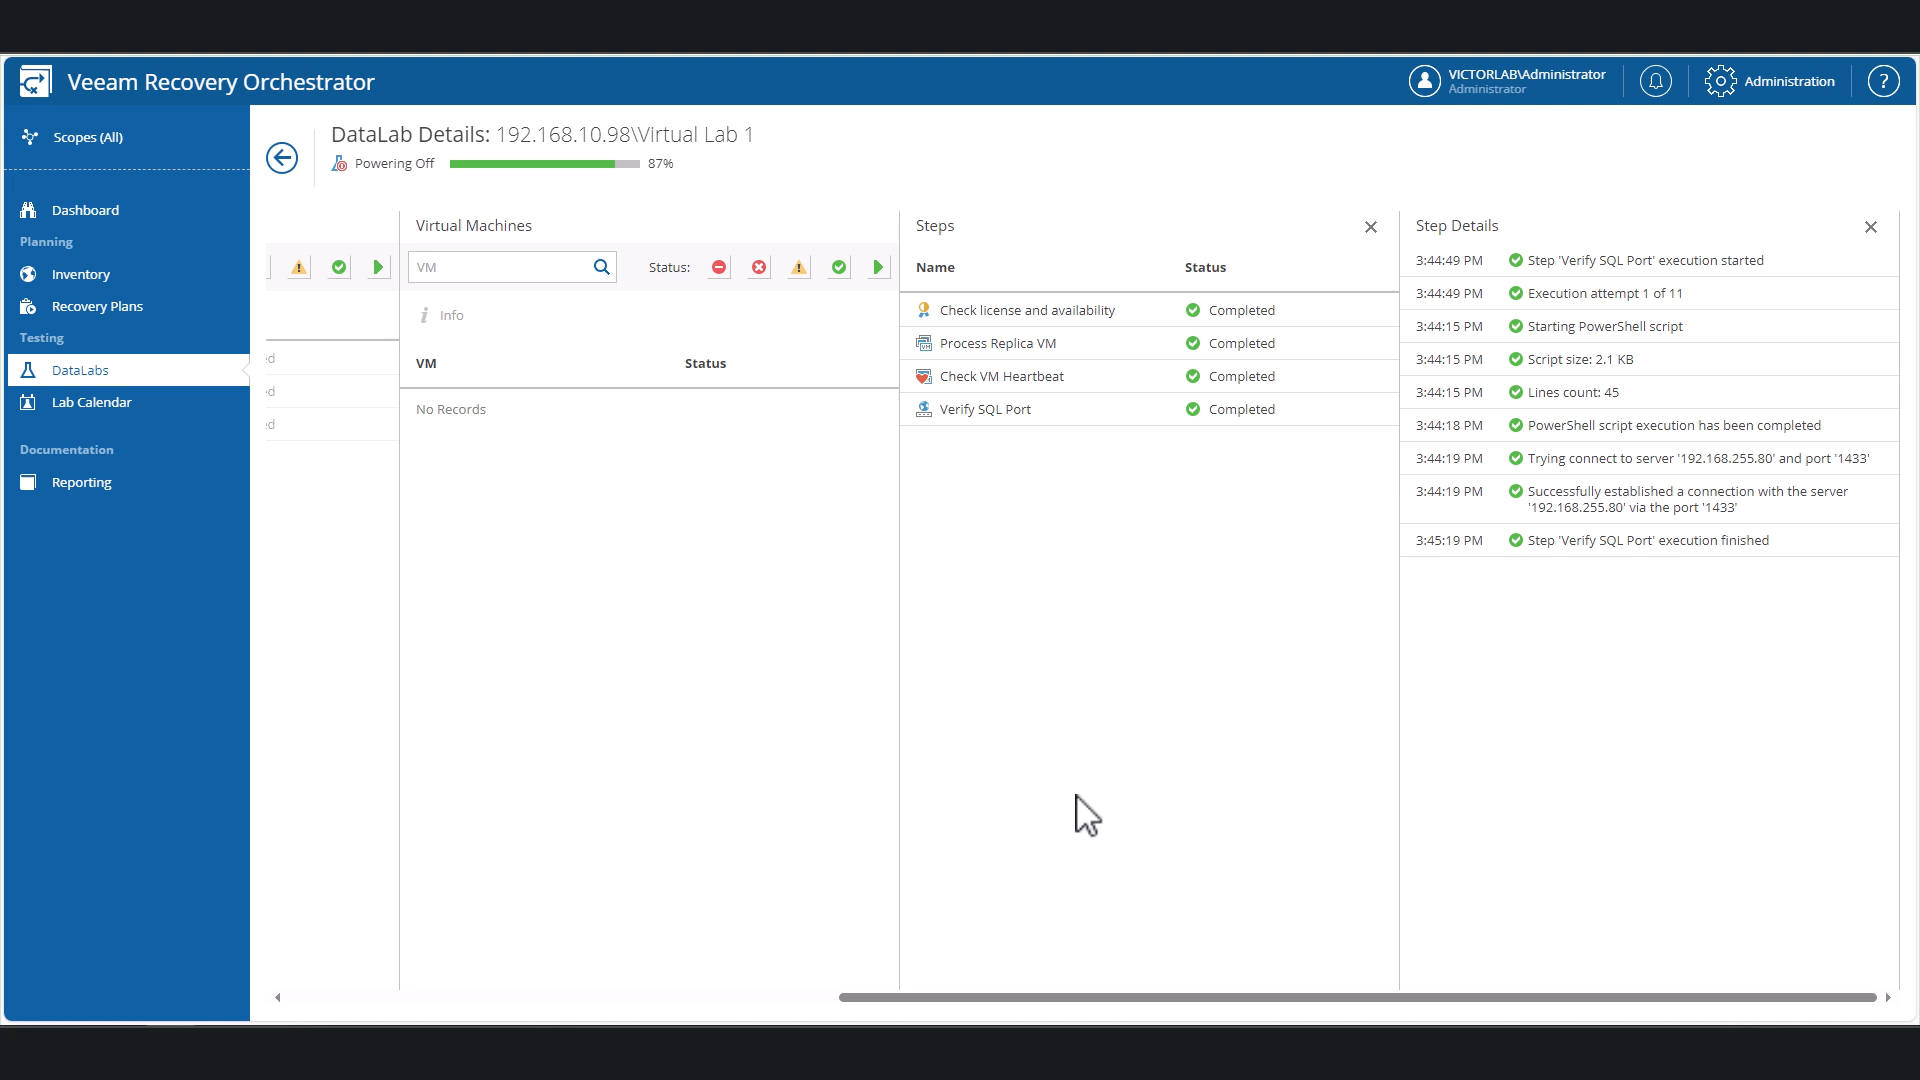 Veeam Recovery Orchestrator
VICTORLAB\Administrator
Administrator
Administration
?
Scopes (All)
Dashboard
Planning
Inventory
Recovery Plans
Testing
DataLabs
Lab Calendar
Documentation
Reporting
DataLab Details: 192.168.10.98\Virtual Lab 1
Powering Off
87%
ed
ed
ed
Virtual Machines
VM
Status:
i Info
VM Status
No Records
Steps
Name Status
Check license and availability Completed
Process Replica VM Completed
Check VM Heartbeat Completed
Verify SQL Port Completed
Step Details
3:44:49 PM Step 'Verify SQL Port' execution started
3:44:49 PM Execution attempt 1 of 11
3:44:15 PM Starting PowerShell script
3:44:15 PM Script size: 2.1 KB
3:44:15 PM Lines count: 45
3:44:18 PM PowerShell script execution has been completed
3:44:19 PM Trying connect to server '192.168.255.80' and port '1433'
3:44:19 PM Successfully established a connection with the server
'192.168.255.80' via the port '1433'
3:45:19 PM Step 'Verify SQL Port' execution finished